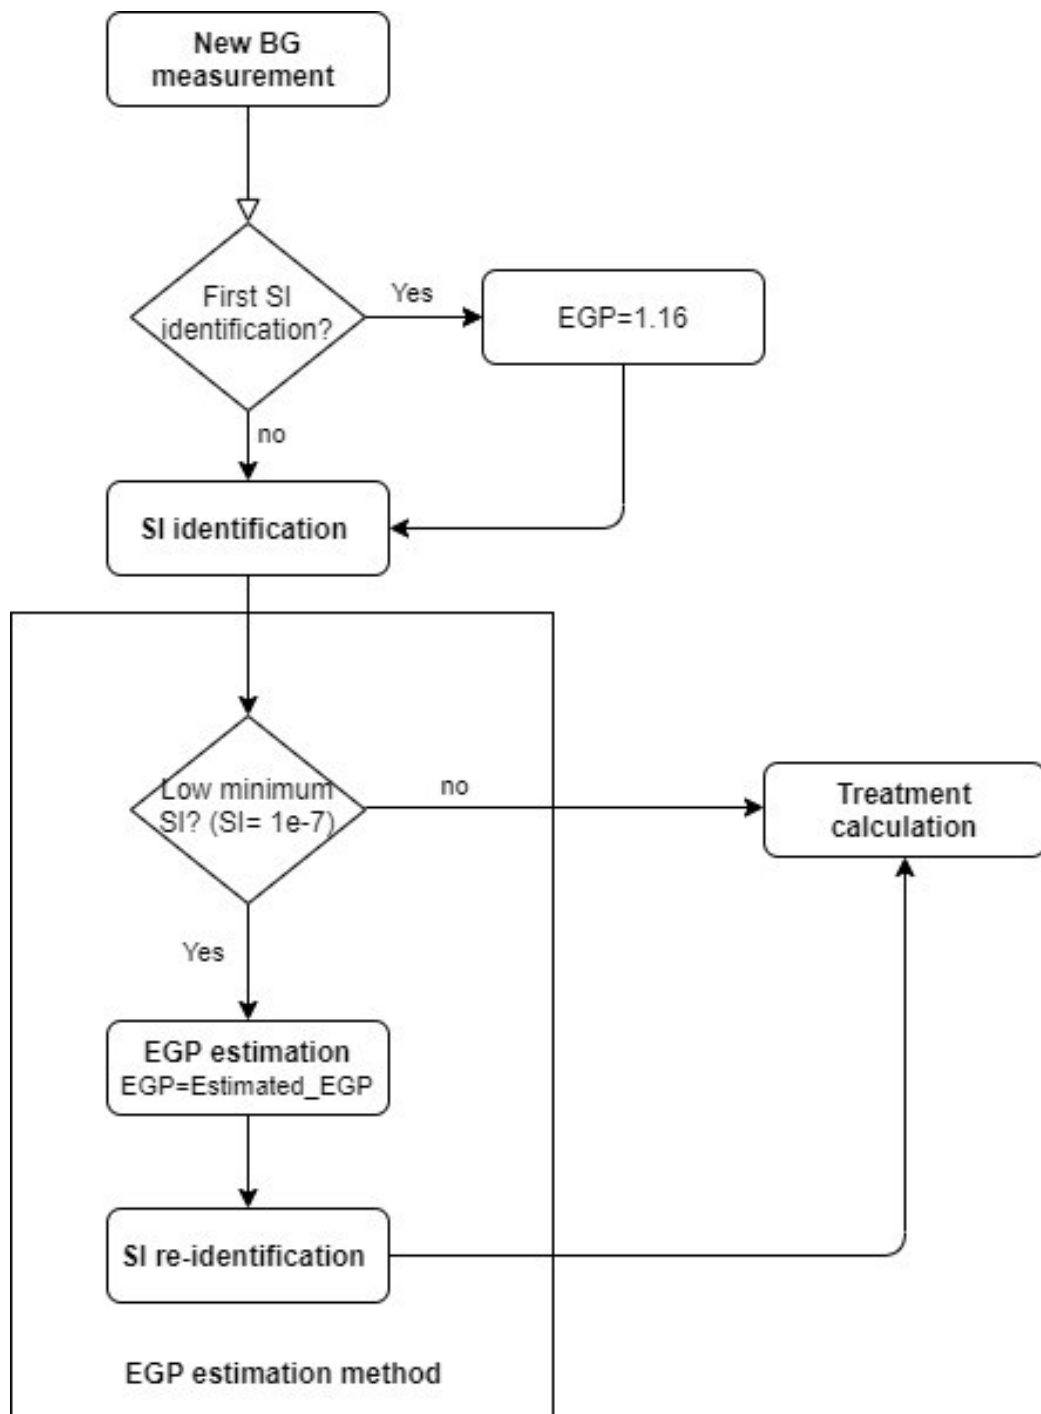 New BG
measurement
First SI
identification?
Yes
EGP=1.16
no
SI identification
Low minimum
SI? (SI= 1e-7)
no
Treatment
calculation
Yes
EGP estimation
EGP=Estimated_EGP
SI re-identification
EGP estimation method